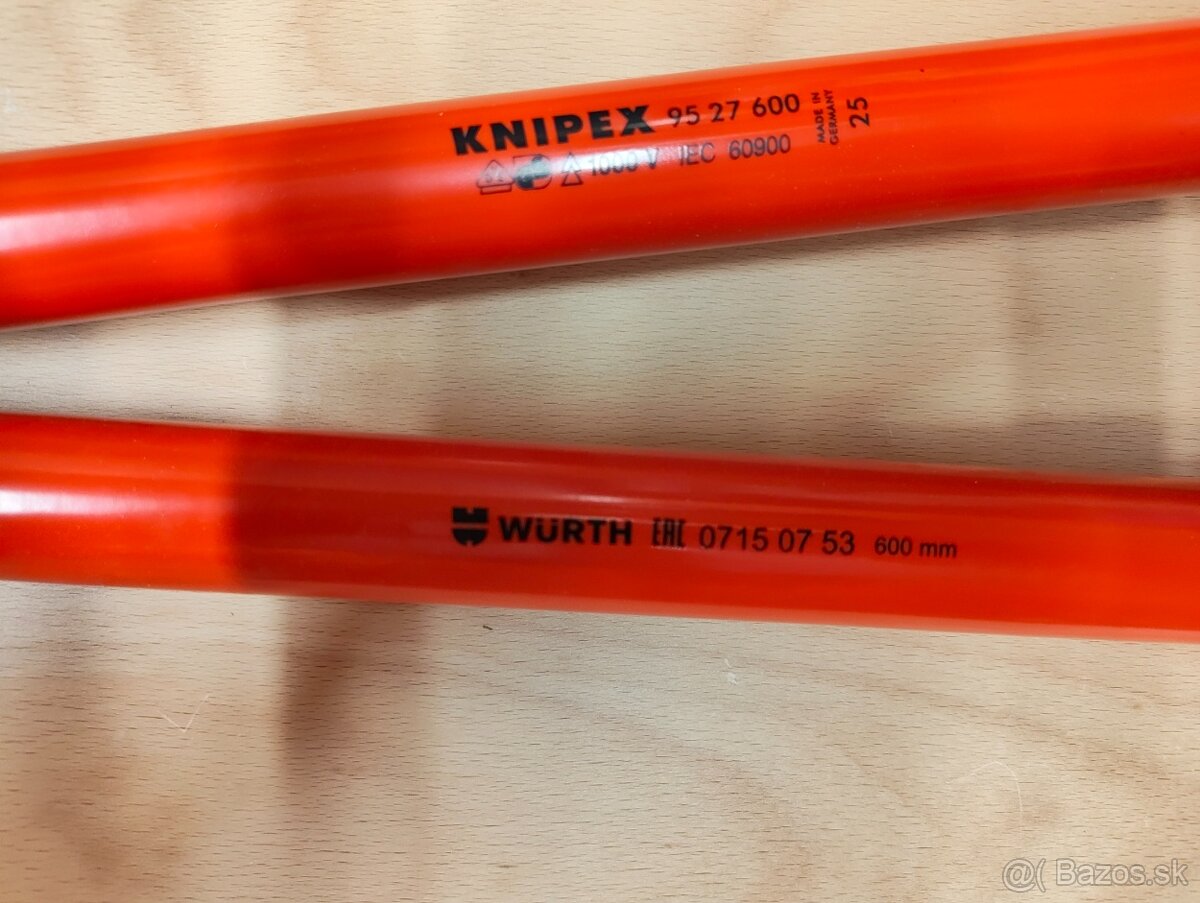 KNIPEX 95 27 600
MADE IN
GERMANY
25
1000 V IEC 60900
WÜRTH EAC 0715 07 53 600 mm
@( Bazos.sk